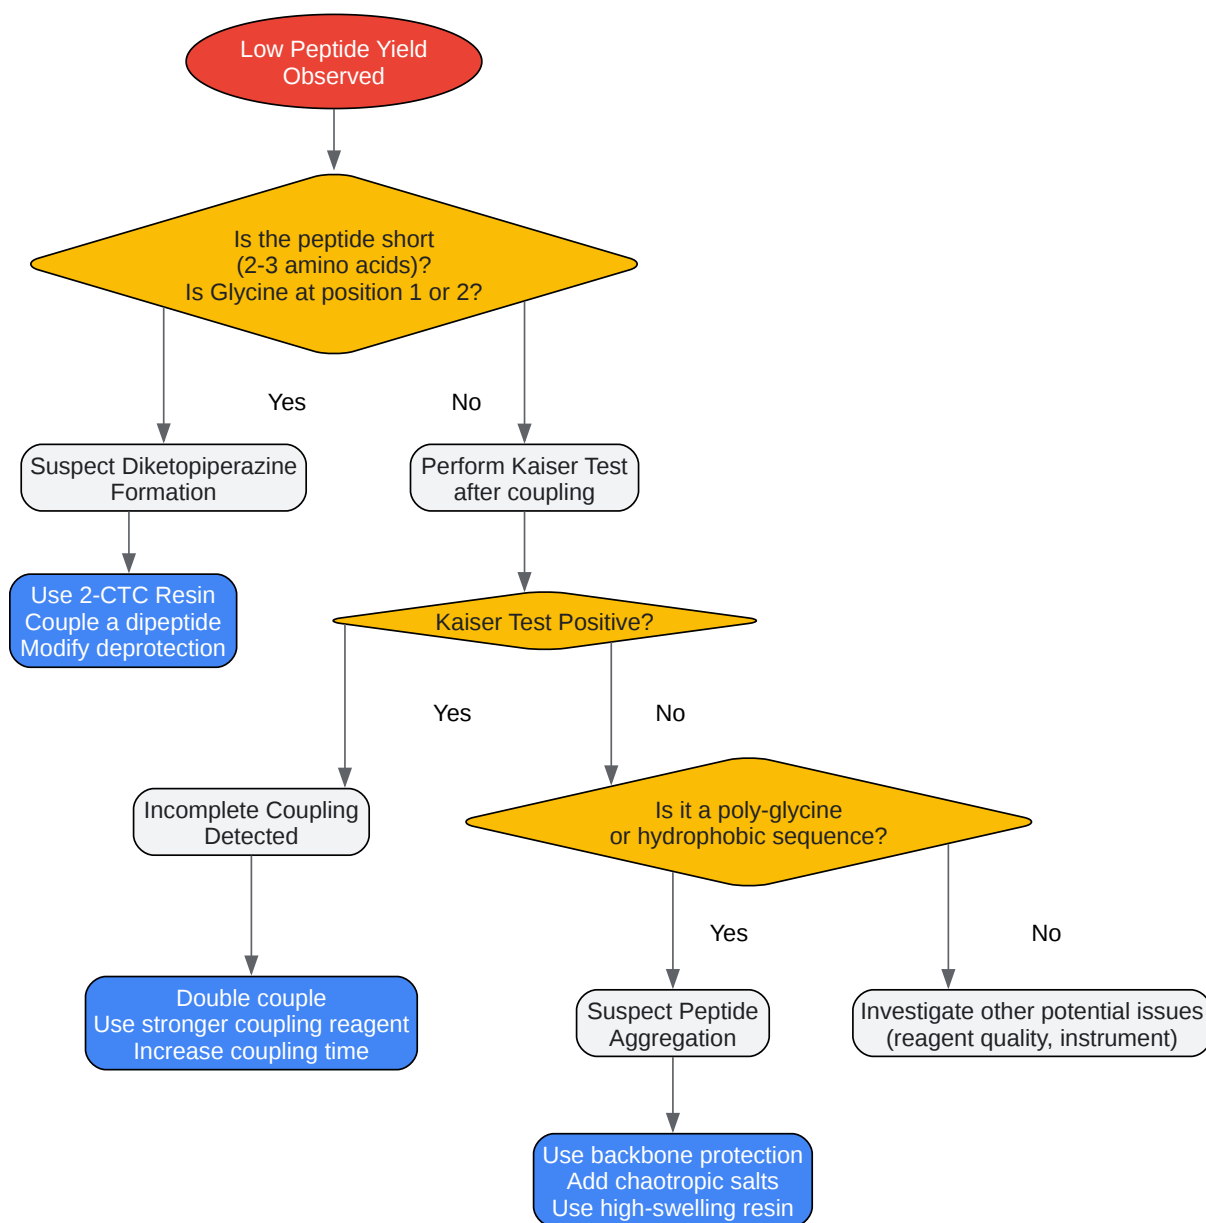 Low Peptide Yield
Observed
Is the peptide short
(2-3 amino acids)?
Is Glycine at position 1 or 2?
Yes
No
Suspect Diketopiperazine
Formation
Perform Kaiser Test
after coupling
Use 2-CTC Resin
Couple a dipeptide
Modify deprotection
Kaiser Test Positive?
Yes
No
Incomplete Coupling
Detected
Is it a poly-glycine
or hydrophobic sequence?
Yes
No
Double couple
Use stronger coupling reagent
Increase coupling time
Suspect Peptide
Aggregation
Investigate other potential issues
(reagent quality, instrument)
Use backbone protection
Add chaotropic salts
Use high-swelling resin